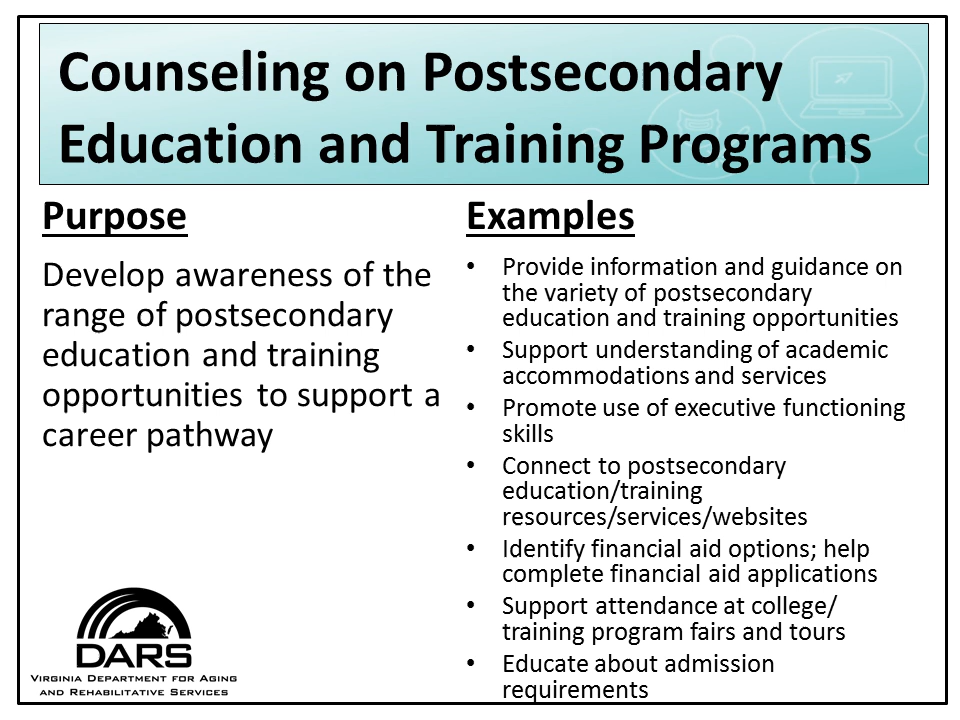 Counseling on Postsecondary
Education and Training Programs
Purpose
Develop awareness of the
range of postsecondary
education and training
opportunities to support a
career pathway
Examples
• Provide information and guidance on
the variety of postsecondary
education and training opportunities
• Support understanding of academic
accommodations and services
• Promote use of executive functioning
skills
• Connect to postsecondary
education/training
resources/services/websites
• Identify financial aid options; help
complete financial aid applications
• Support attendance at college/
training program fairs and tours
• Educate about admission
requirements
DARS
VIRGINIA DEPARTMENT FOR AGING
AND REHABILITATIVE SERVICES